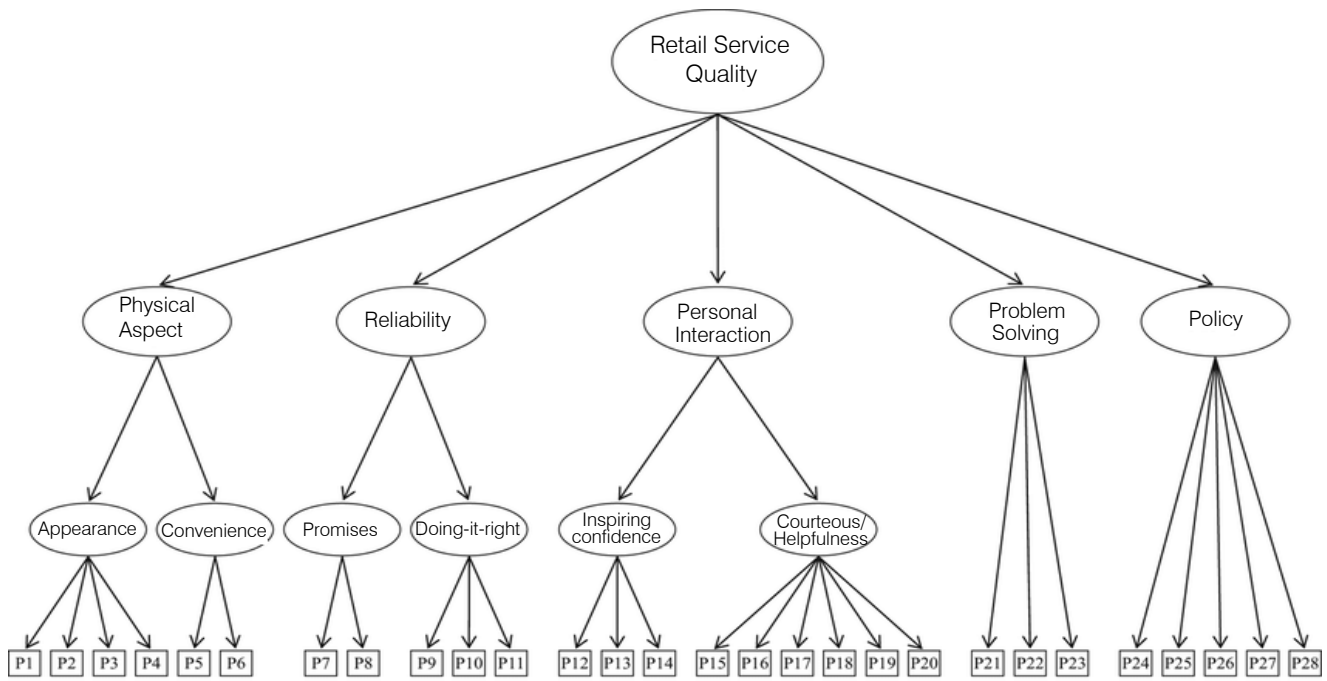 Retail Service
Quality
Physical
Aspect
Reliability
Personal
Interaction
Problem
Solving
Policy
Appearance
Convenience
Promises
Doing-it-right
Inspiring
confidence
Courteous/
Helpfulness
P1 P2 P3 P4 P5 P6 P7 P8 P9 P10 P11 P12 P13 P14 P15 P16 P17 P18 P19 P20 P21 P22 P23 P24 P25 P26 P27 P28